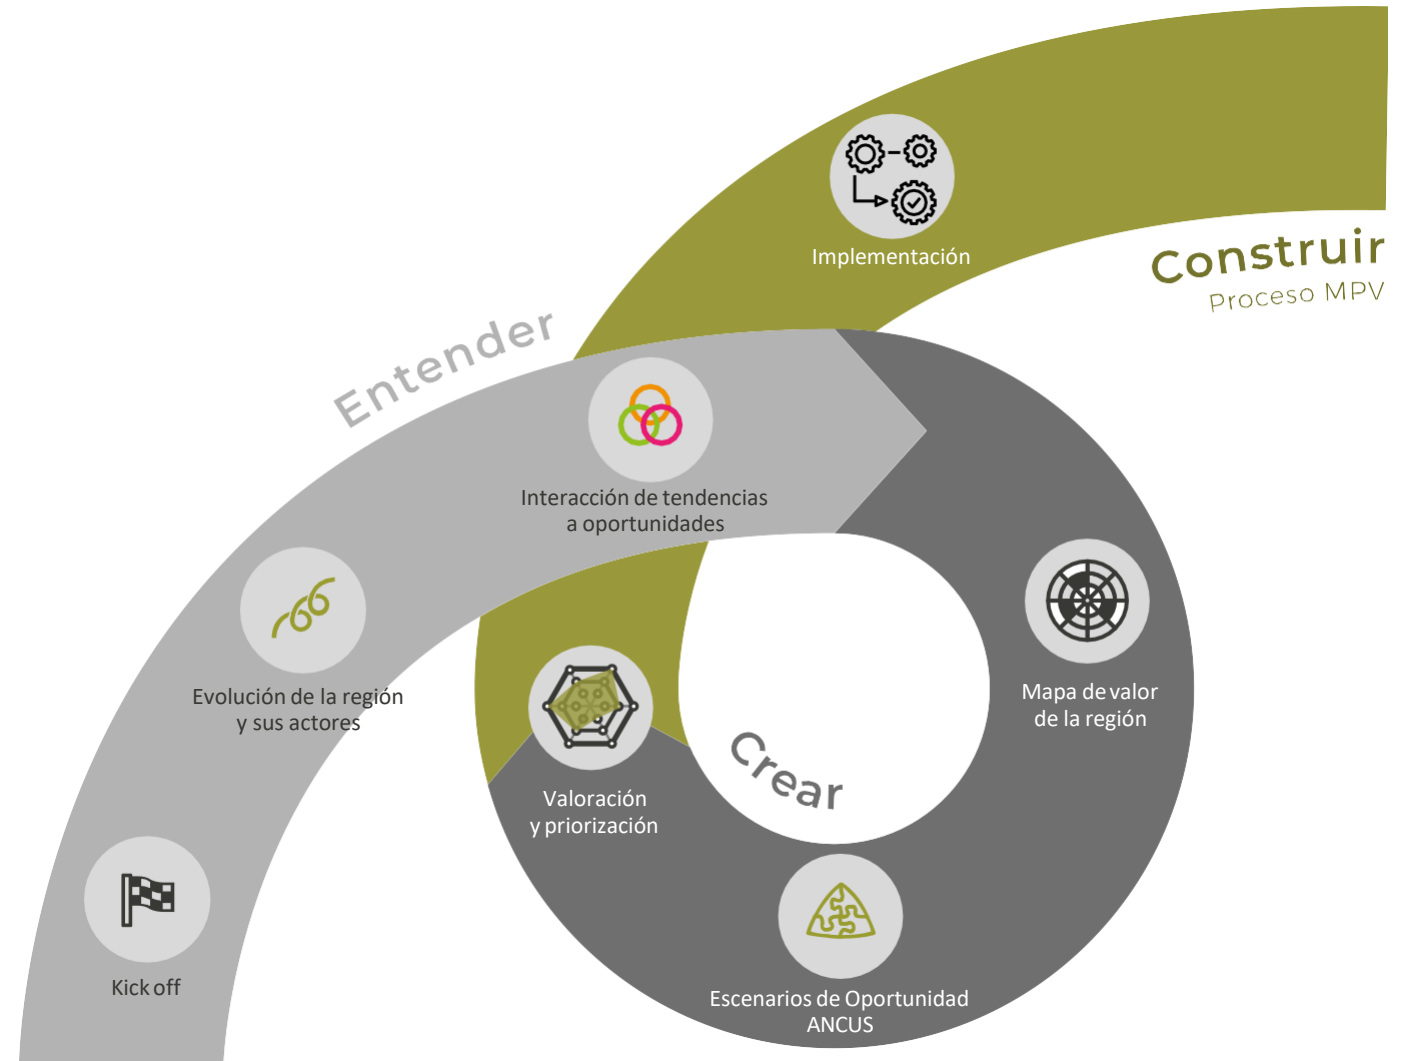 Implementación
Construir
Proceso MPV
Entender
Interacción de tendencias
a oportunidades
Evolución de la región
y sus actores
Mapa de valor
de la región
Crear
Valoración
y priorización
Kick off
Escenarios de Oportunidad
ANCUS